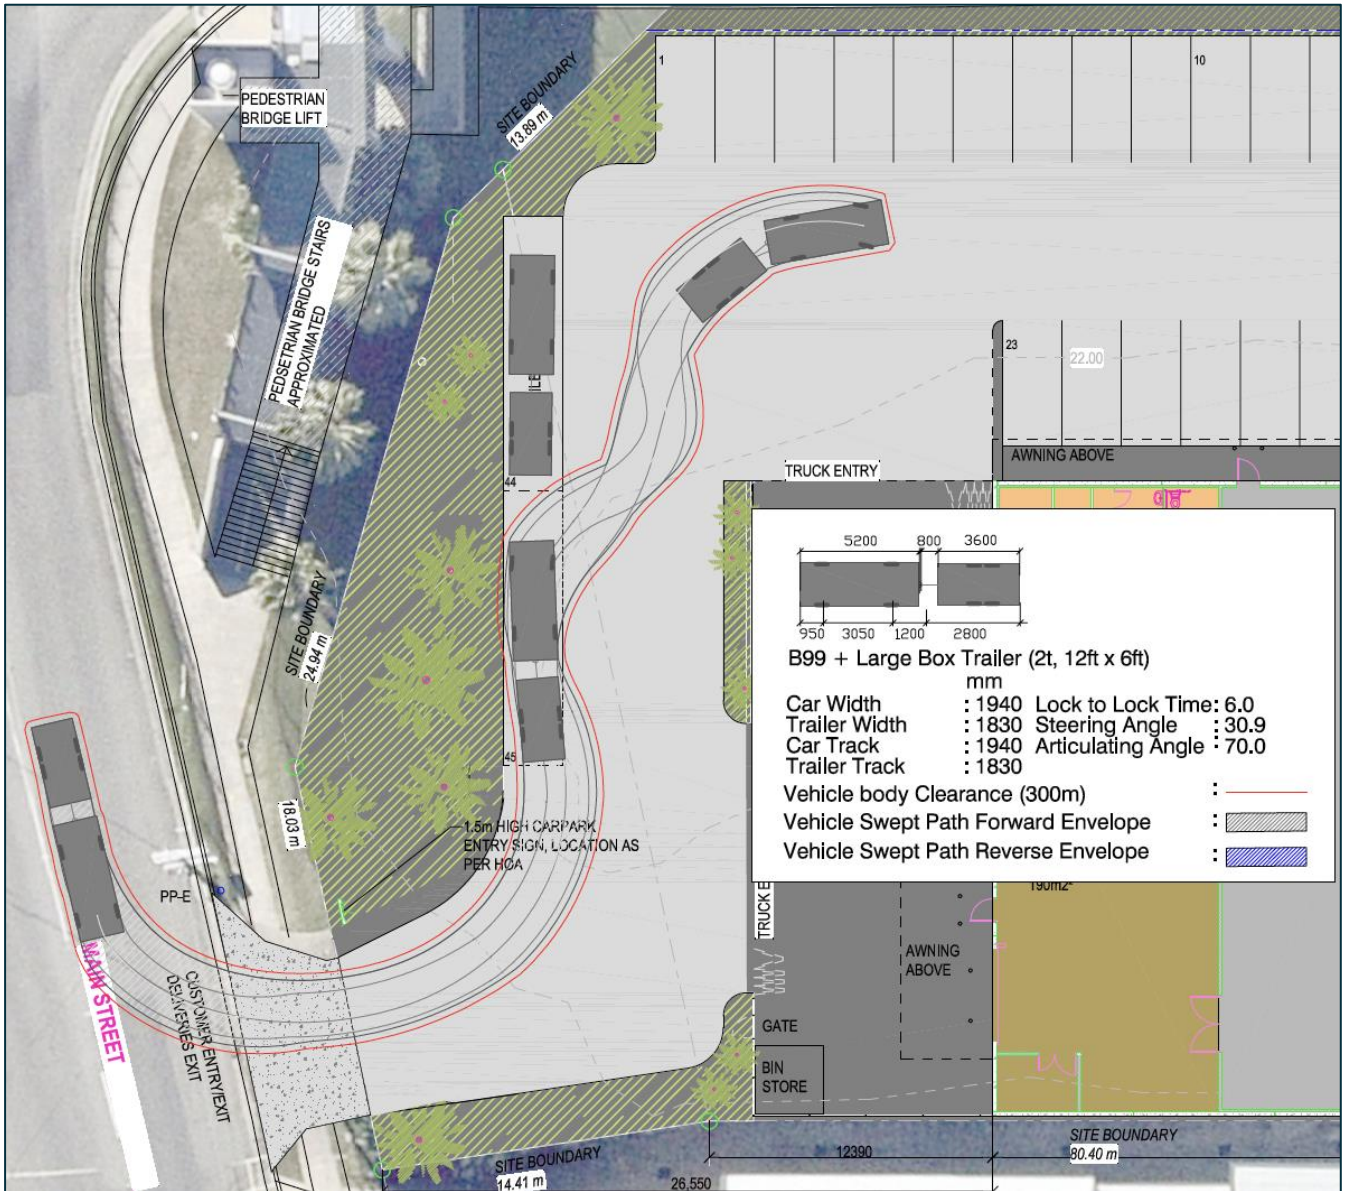 PEDESTRIAN
BRIDGE LIFT
SITE BOUNDARY
13.89 m
1
10
PEDSETRIAN BRIDGE STAIRS
APPROXIMATED
23
22.00
AWNING ABOVE
TRUCK ENTRY
44
SITE BOUNDARY
24.94 m
5200 800 3600
950 3050 1200 2800
B99 + Large Box Trailer (2t, 12ft x 6ft)
mm
Car Width : 1940 Lock to Lock Time : 6.0
Trailer Width : 1830 Steering Angle : 30.9
Car Track : 1940 Articulating Angle : 70.0
Trailer Track : 1830
Vehicle body Clearance (300m) :
Vehicle Swept Path Forward Envelope :
Vehicle Swept Path Reverse Envelope :
45
18.03 m
1.5m HIGH CARPARK
ENTRY SIGN, LOCATION AS
PER HCA
PP-E
190m2
TRUCK E
AWNING
ABOVE
MAIN STREET
CUSTOMER ENTRY/EXIT
DELIVERIES EXIT
GATE
BIN
STORE
SITE BOUNDARY
14.41 m
12390
26,550
SITE BOUNDARY
80.40 m